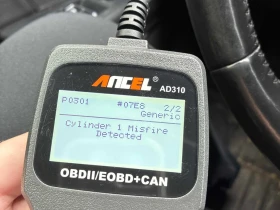 ANCEL
AD310
P0301 #07E8 2/2
Generic
Cylinder 1 Misfire
Detected
OBDII/EOBD+CAN